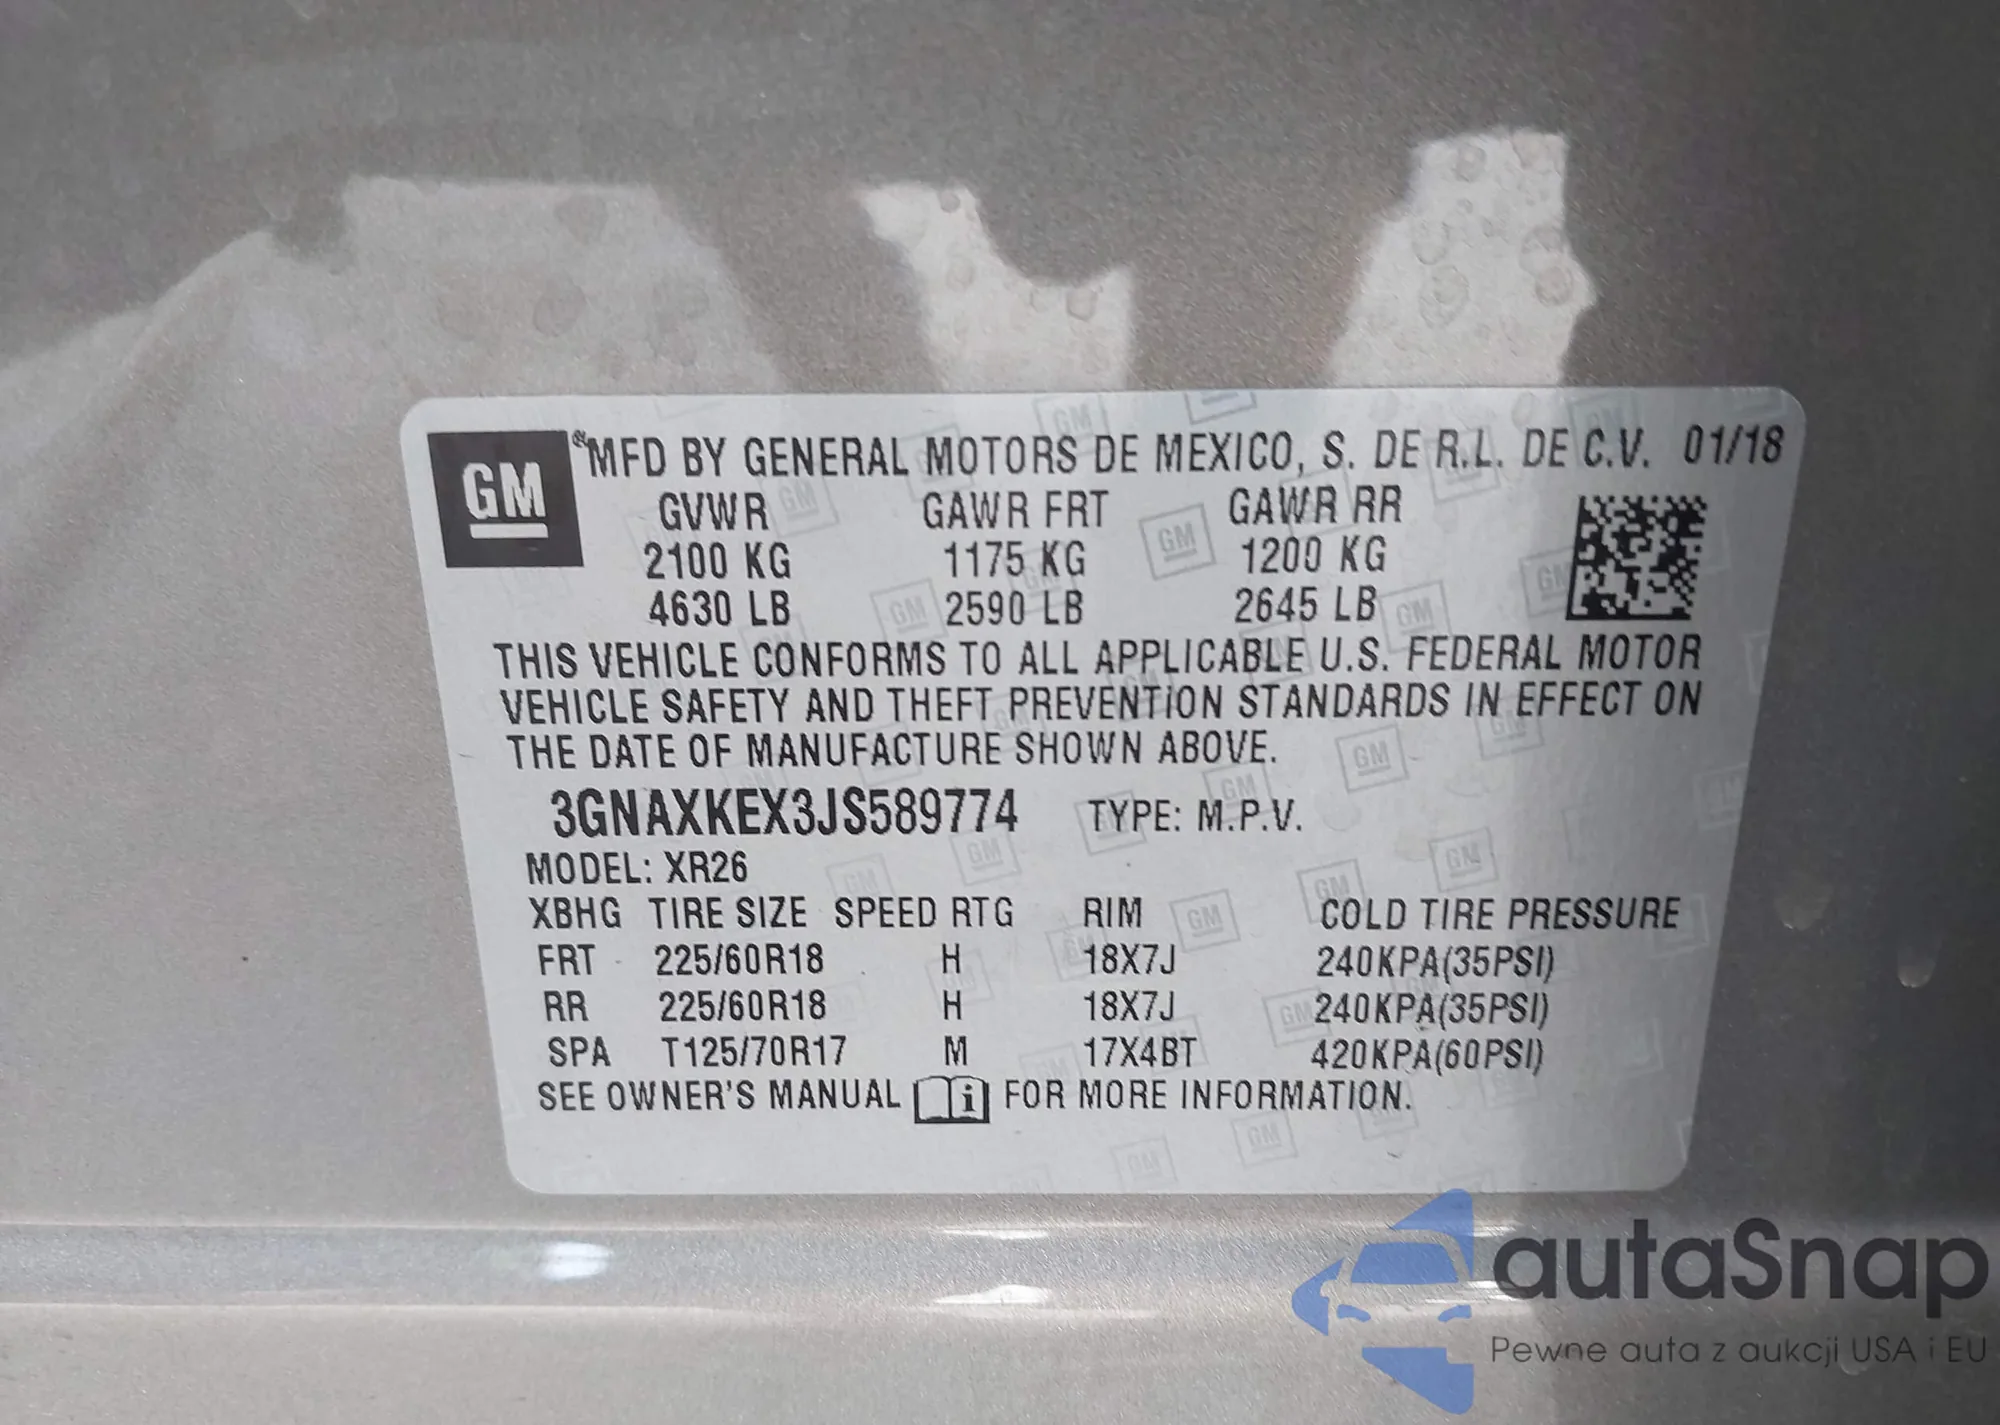 GM ® MFD BY GENERAL MOTORS DE MEXICO, S. DE R.L. DE C.V. 01/18
GVWR GAWR FRT GAWR RR
2100 KG 1175 KG 1200 KG
4630 LB 2590 LB 2645 LB
THIS VEHICLE CONFORMS TO ALL APPLICABLE U.S. FEDERAL MOTOR
VEHICLE SAFETY AND THEFT PREVENTION STANDARDS IN EFFECT ON
THE DATE OF MANUFACTURE SHOWN ABOVE.
3GNAXKEX3JS589774 TYPE: M.P.V.
MODEL: XR26
XBHG TIRE SIZE SPEED RTG RIM COLD TIRE PRESSURE
FRT 225/60R18 H 18X7J 240KPA(35PSI)
RR 225/60R18 H 18X7J 240KPA(35PSI)
SPA T125/70R17 M 17X4BT 420KPA(60PSI)
SEE OWNER'S MANUAL i FOR MORE INFORMATION.
autaSnap
Pewne auta z aukcji USA i EU